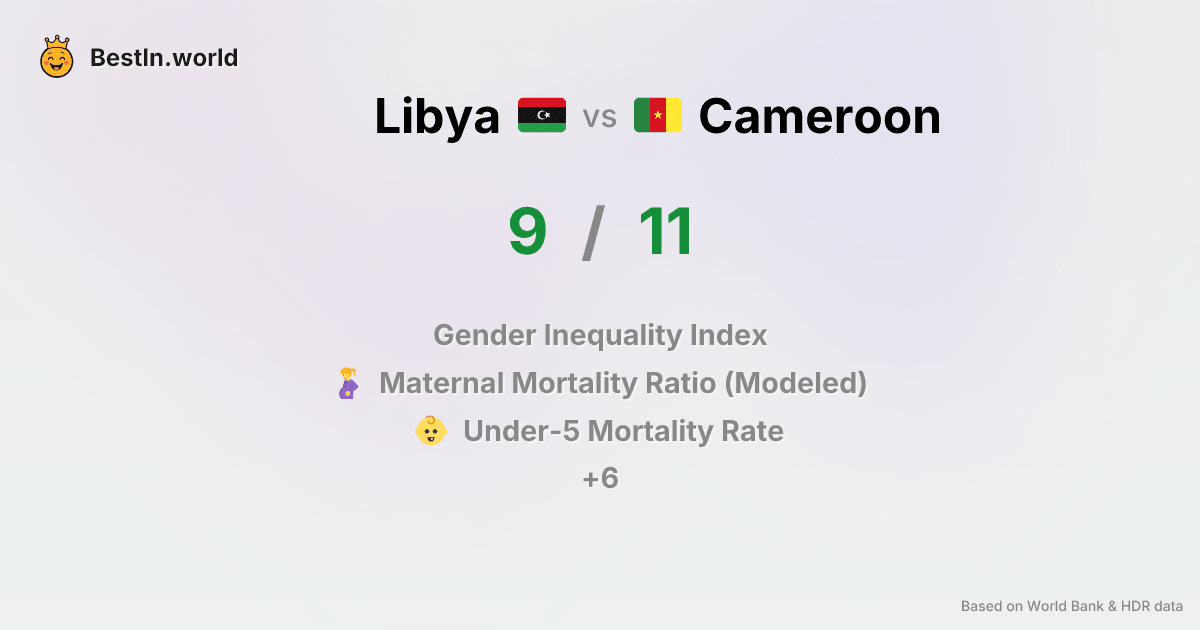 BestIn.world
Libya vs Cameroon
9 / 11
Gender Inequality Index
Maternal Mortality Ratio (Modeled)
Under-5 Mortality Rate
+6
Based on World Bank & HDR data